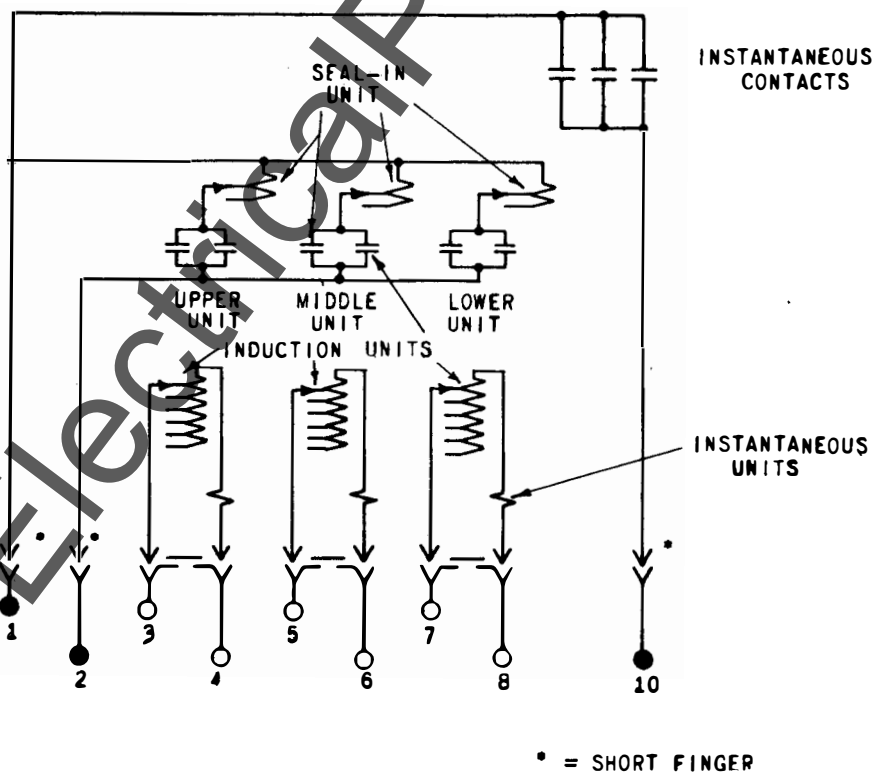 INSTANTANEOUS
CONTACTS
SEAL-IN
UNIT
UPPER
UNIT
MIDDLE
UNIT
LOWER
UNIT
INDUCTION UNITS
INSTANTANEOUS
UNITS
*
*
*
1
2
3
4
5
6
7
8
10
* = SHORT FINGER
ElectricalP